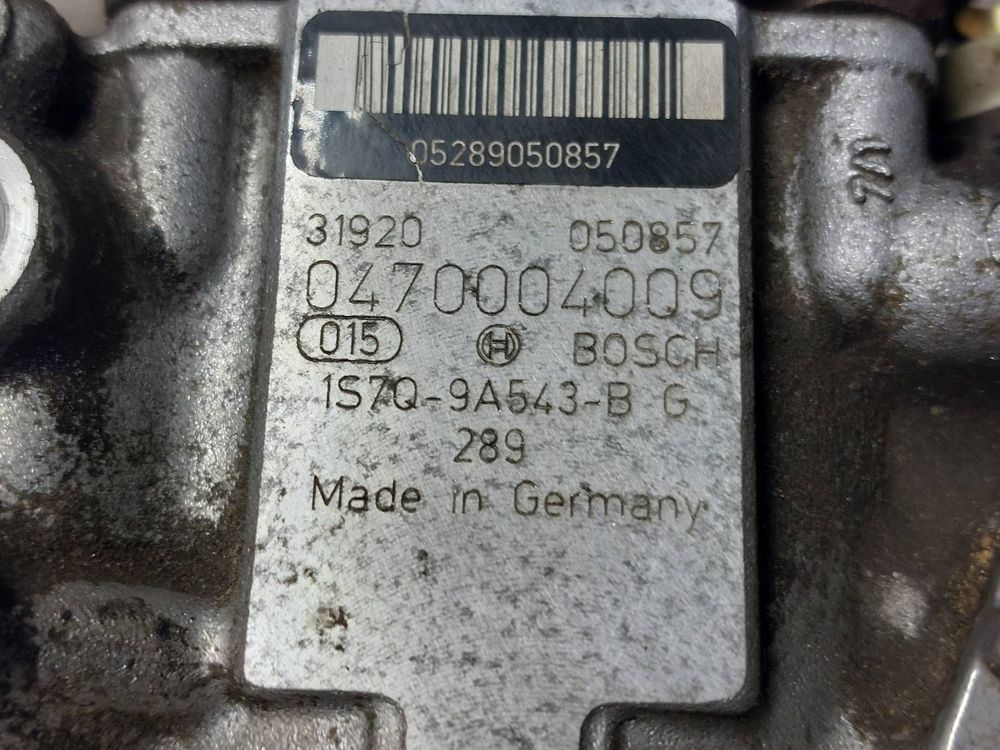 05289050857
31920 050857
0470004009
015 BOSCH
1S7Q-9A543-B G
289
Made in Germany